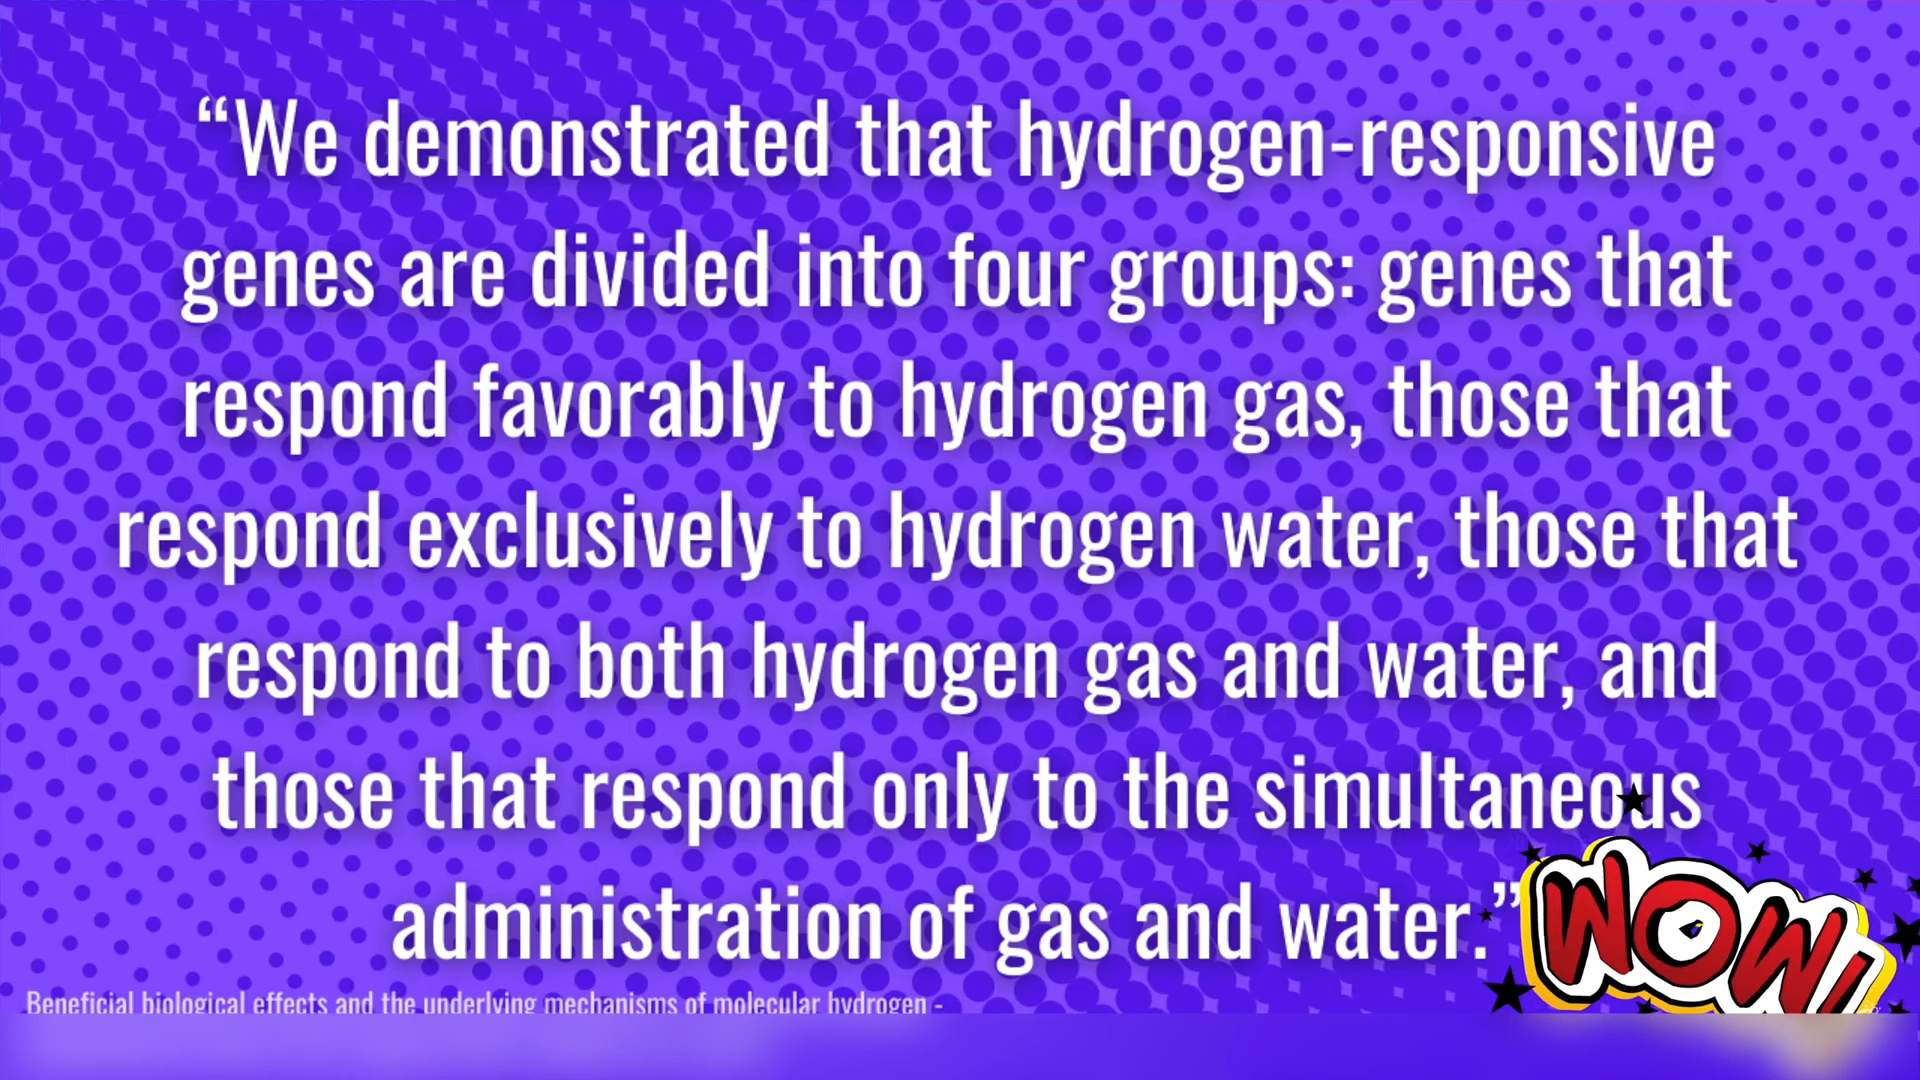 “We demonstrated that hydrogen-responsive
genes are divided into four groups: genes that
respond favorably to hydrogen gas, those that
respond exclusively to hydrogen water, those that
respond to both hydrogen gas and water, and
those that respond only to the simultaneous
administration of gas and water.”
WOW!
Beneficial biological effects and the underlying mechanisms of molecular hydrogen -